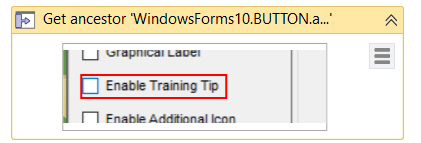 Get ancestor 'WindowsForms10.BUTTON.a...'
Graphical Label
Enable Training Tip
Enable Additional Icon